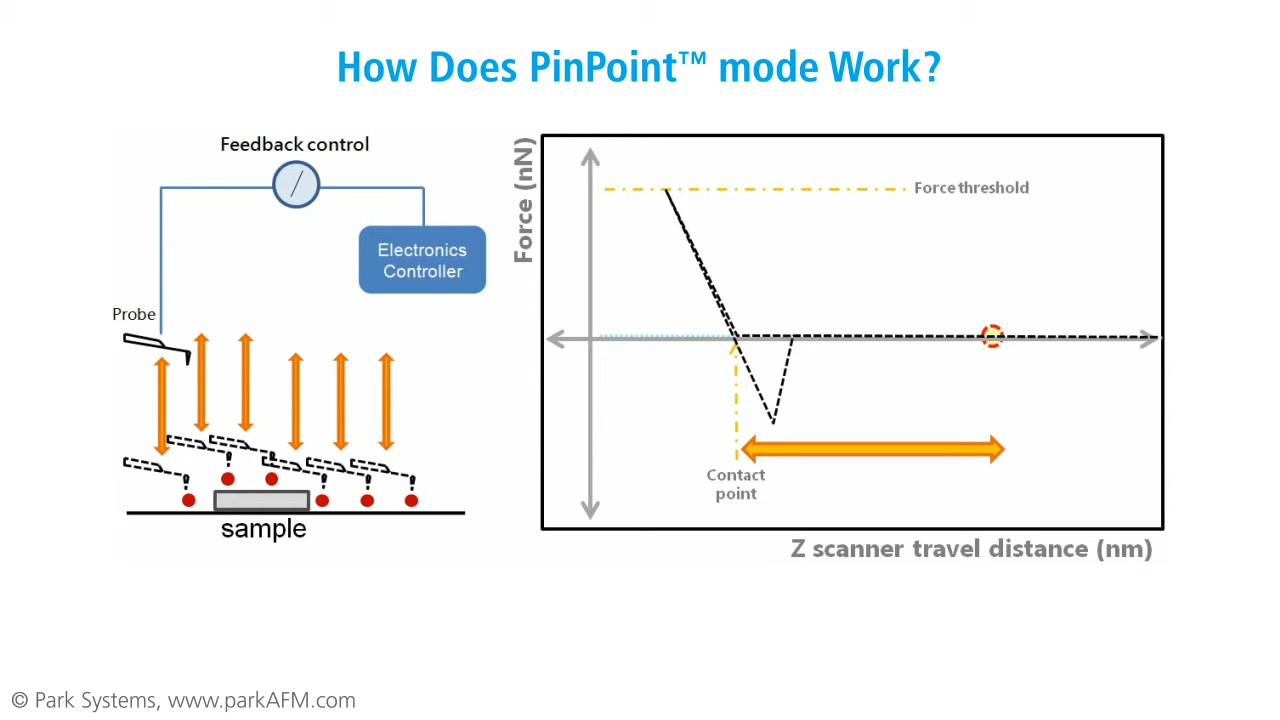 How Does PinPoint™ mode Work?
Feedback control
Electronics
Controller
Probe
sample
Force (nN)
Force threshold
Contact
point
Z scanner travel distance (nm)
© Park Systems, www.parkAFM.com